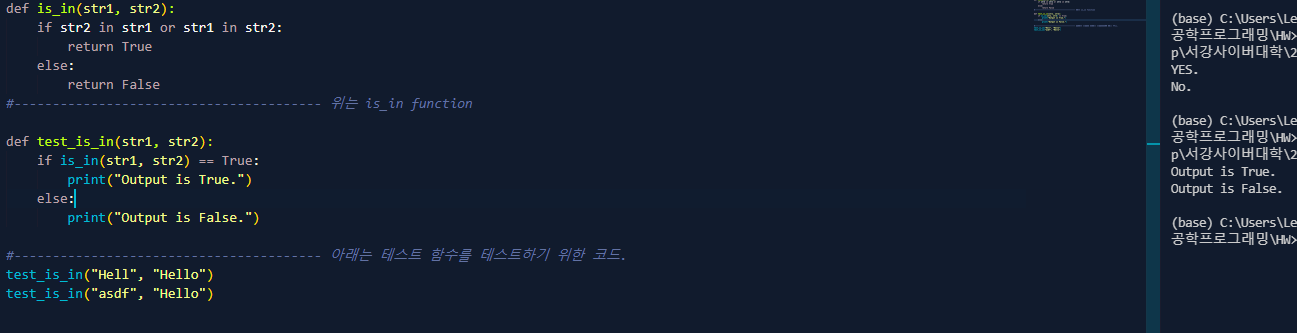 def is_in(str1, str2):
    if str2 in str1 or str1 in str2:
        return True
    else:
        return False
#--------------------------------------- 위는 is_in function
def test_is_in(str1, str2):
    if is_in(str1, str2) == True:
        print("Output is True.")
    else:
        print("Output is False.")
#--------------------------------------- 아래는 테스트 함수를 테스트하기 위한 코드.
test_is_in("Hell", "Hello")
test_is_in("asdf", "Hello")
(base) C:\Users\Le
공학프로그래밍\HW>
p\서강사이버대학\2
YES.
No.
(base) C:\Users\Le
공학프로그래밍\HW>
p\서강사이버대학\2
Output is True.
Output is False.
(base) C:\Users\Le
공학프로그래밍\HW>